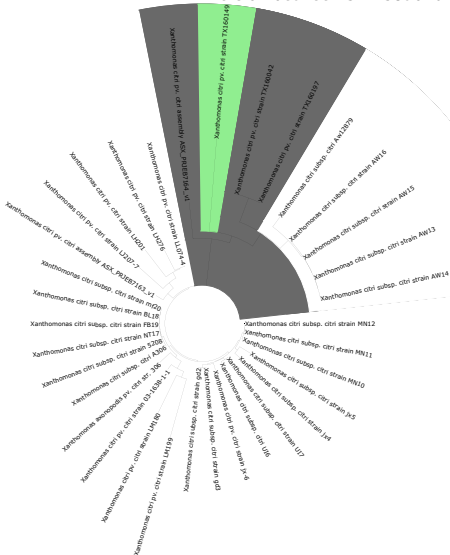 Xanthomonas citri pv. citri assembly ASX_PRJEB7164_v1
Xanthomonas citri pv. citri strain TX160149
Xanthomonas citri pv. citri strain TX160042
Xanthomonas citri pv. citri strain TX160197
Xanthomonas citri subsp. citri Aw12879
Xanthomonas citri subsp. citri strain AW16
Xanthomonas citri subsp. citri strain AW15
Xanthomonas citri subsp. citri strain AW13
Xanthomonas citri subsp. citri strain AW14
Xanthomonas citri subsp. citri strain MN12
Xanthomonas citri subsp. citri strain MN11
Xanthomonas citri subsp. citri strain MN10
Xanthomonas citri subsp. citri strain jx5
Xanthomonas citri subsp. citri strain jx4
Xanthomonas citri subsp. citri strain UI7
Xanthomonas citri subsp. citri UI6
Xanthomonas citri pv. citri strain jx-6
Xanthomonas citri subsp. citri strain gd3
Xanthomonas citri subsp. citri strain gd2
Xanthomonas citri pv. citri strain LM199
Xanthomonas citri pv. citri strain LM180
Xanthomonas citri pv. citri strain 03-1638-1-1
Xanthomonas axonopodis pv. citri str. 306
Xanthomonas citri subsp. citri A306
Xanthomonas citri subsp. citri strain 5208
Xanthomonas citri subsp. citri strain NT17
Xanthomonas citri subsp. citri strain FB19
Xanthomonas citri subsp. citri strain BL18
Xanthomonas citri subsp. citri strain mf20
Xanthomonas citri pv. citri assembly ASX_PRJEB7163_v1
Xanthomonas citri pv. citri strain LJ207-7
Xanthomonas citri pv. citri strain LH201
Xanthomonas citri pv. citri strain LH276
Xanthomonas citri pv. citri strain LL074-4